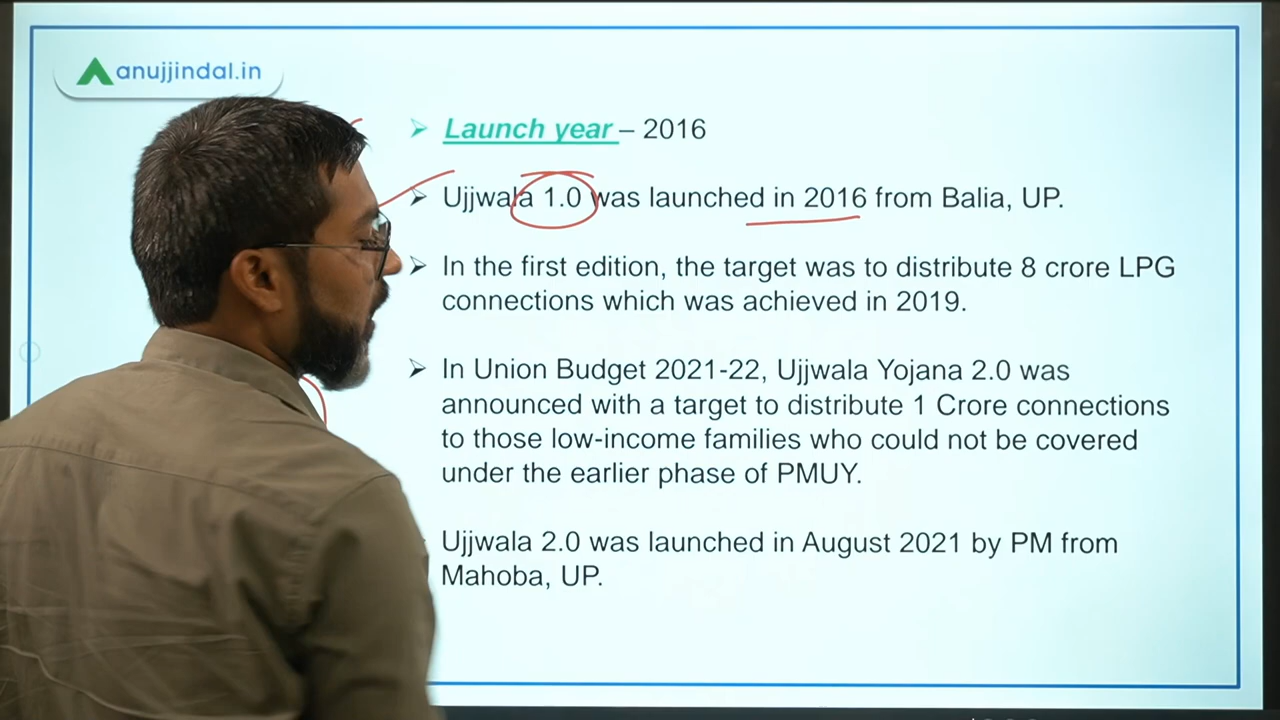 anujjindal.in
Launch year – 2016
Ujjwala 1.0 was launched in 2016 from Balia, UP.
In the first edition, the target was to distribute 8 crore LPG
connections which was achieved in 2019.
In Union Budget 2021-22, Ujjwala Yojana 2.0 was
announced with a target to distribute 1 Crore connections
to those low-income families who could not be covered
under the earlier phase of PMUY.
Ujjwala 2.0 was launched in August 2021 by PM from
Mahoba, UP.